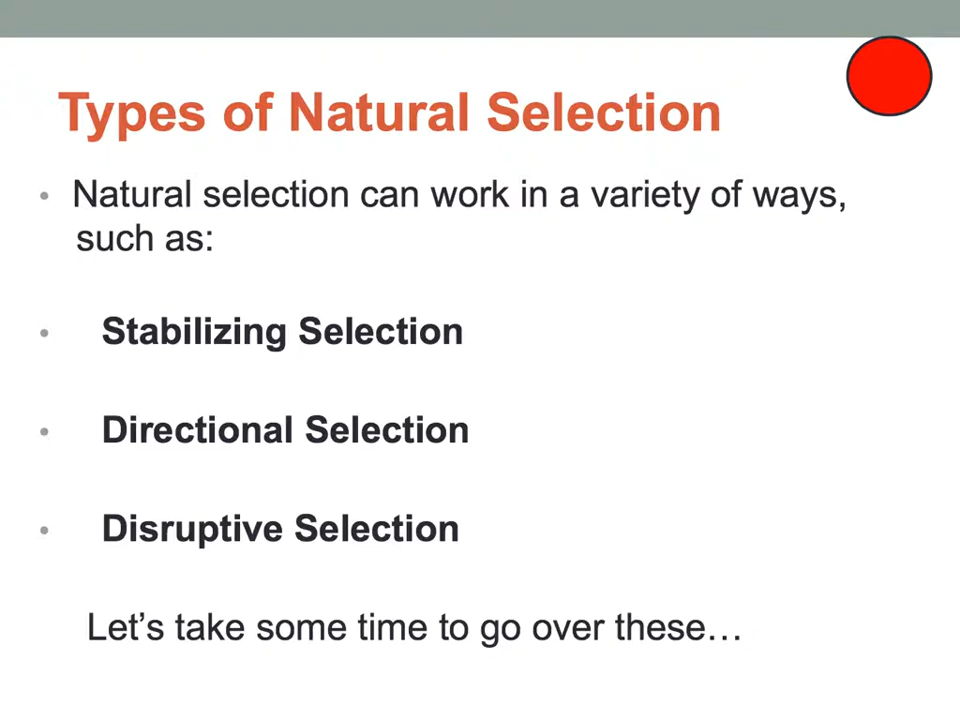 Types of Natural Selection
• Natural selection can work in a variety of ways,
such as:
• Stabilizing Selection
• Directional Selection
• Disruptive Selection
Let’s take some time to go over these…